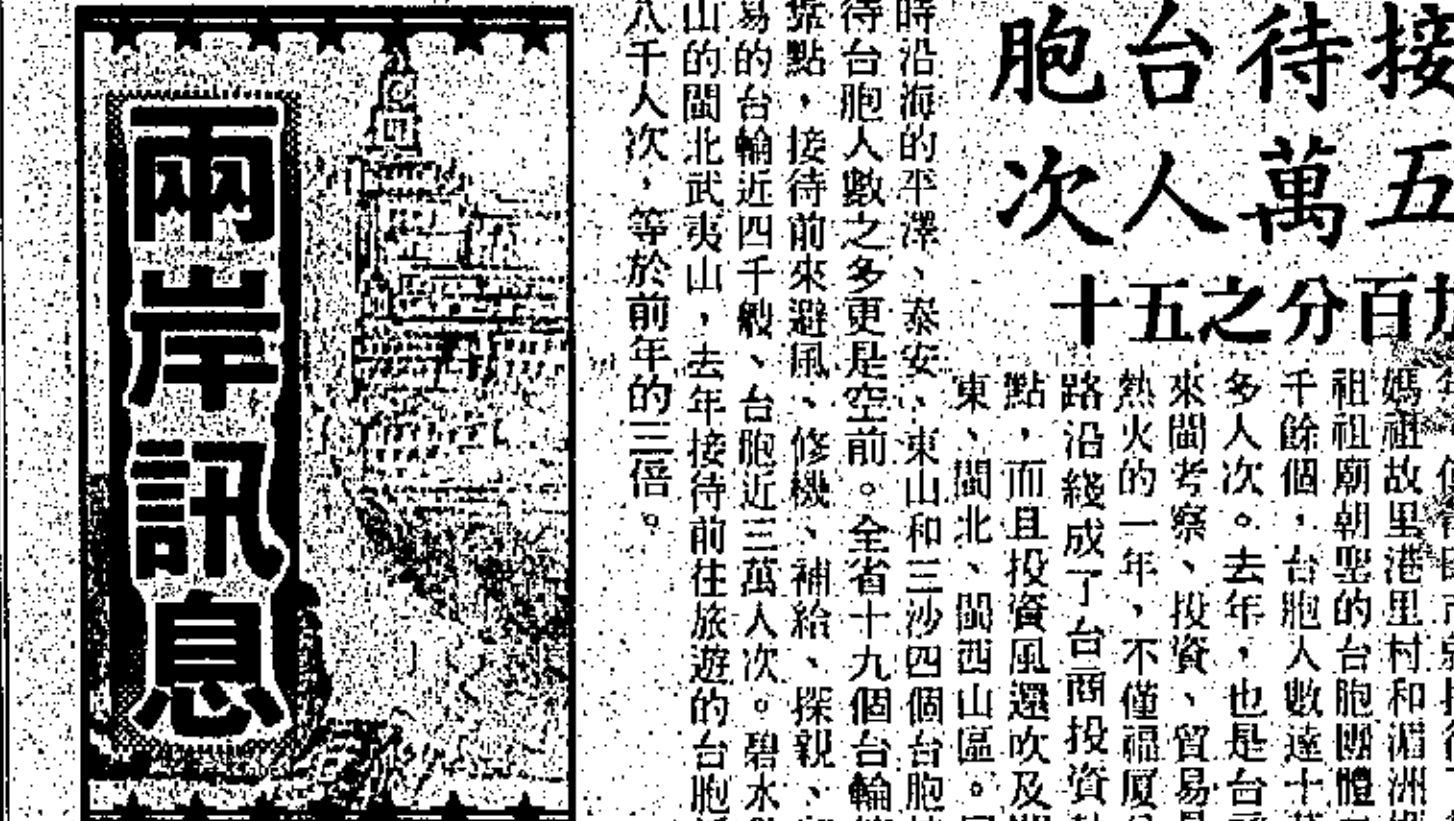 接待台胞
五萬人次
百分之五十
媽祖故里港里村和湄洲
祖祖廟朝聖的台胞團體
千餘個，台胞人數達十
多人次。去年，也是台
來閩考察、投資、貿易
熱火的一年，不僅福厦
路沿綫成了台商投資
點，而且投資風還吹及
東、閩北、閩西山區。
時沿海的平澤、泰安、東山和三沙四個台胞
待台胞人數之多更是空前。全省十九個台輪
靠點，接待前來避風、修機、補給、探親、
易的台輪近四千艘、台胞近三萬人次。碧水
山的閩北武夷山，去年接待前往旅遊的台胞
八千人次，等於前年的三倍。
兩岸訊息